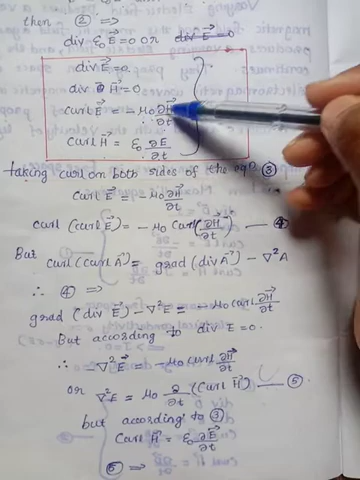 then ② ⇒
div ε₀E⃗ = 0 or div E⃗ = 0
div E⃗ = 0.
div H⃗ = 0
curl E⃗ = - μ₀ ∂H⃗/∂t
curl H⃗ = ε₀ ∂E/∂t
taking curl on both sides of the eqn ③
curl E⃗ = - μ₀ ∂H⃗/∂t
curl (curl E⃗) = - μ₀ curl (∂H⃗/∂t) — ④
But
curl (curl A⃗) = grad (div A⃗) - ∇²A
∴ ④ ⇒
grad (div E⃗) - ∇²E = - μ₀ curl ∂H⃗/∂t
But according to div E = 0.
∴ -∇²E⃗ = - μ₀ curl ∂H⃗/∂t
or ∇²E = μ₀ ∂/∂t (curl H⃗) — ⑤
but according to ③
curl H⃗ = ε₀ ∂E⃗/∂t
⑤ ⇒